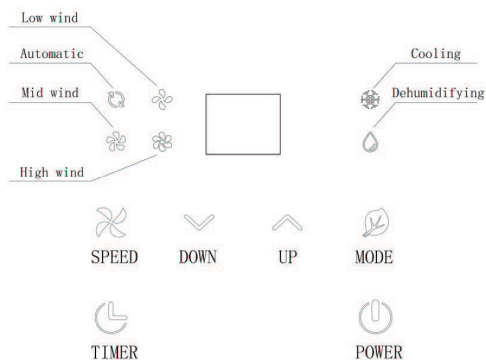 Low wind
Automatic
Cooling
Mid wind
Dehumidifying
High wind
SPEED
DOWN
UP
MODE
TIMER
POWER